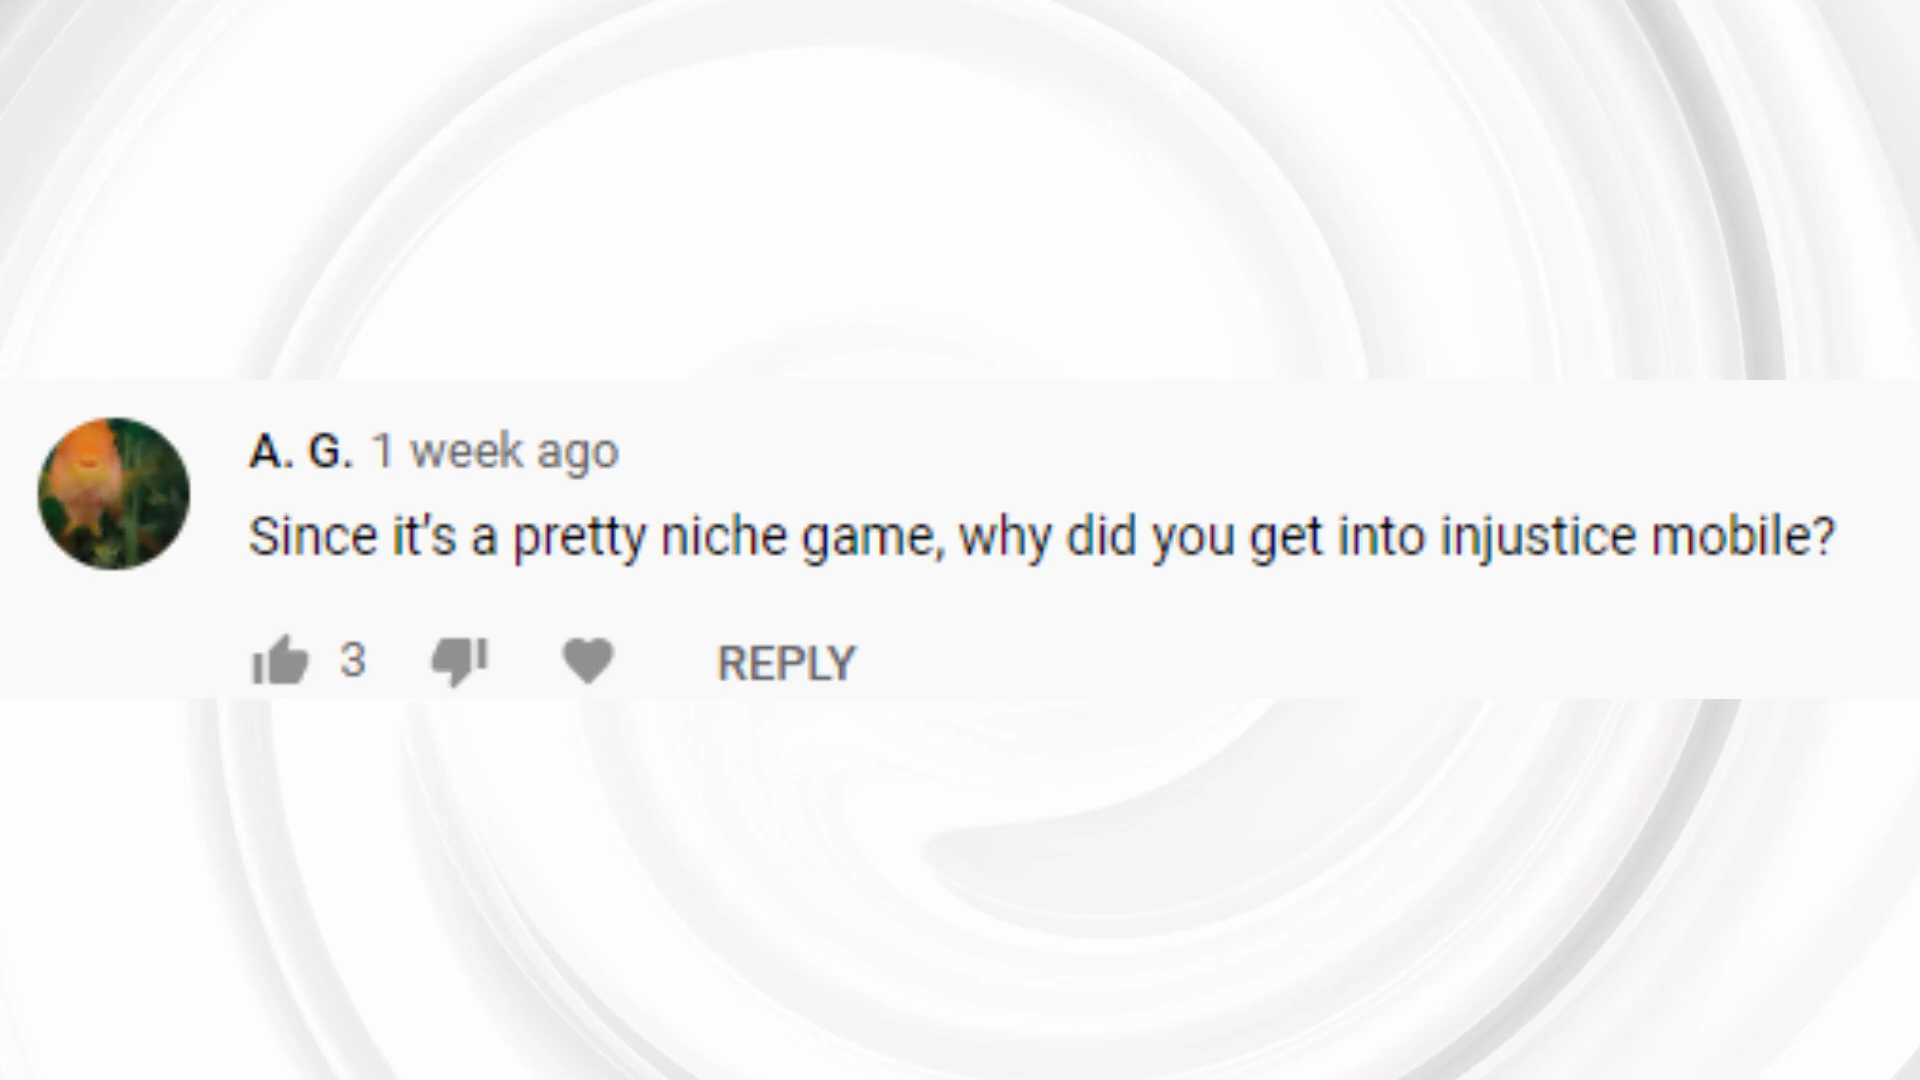 A. G. 1 week ago
Since it's a pretty niche game, why did you get into injustice mobile?
3 REPLY